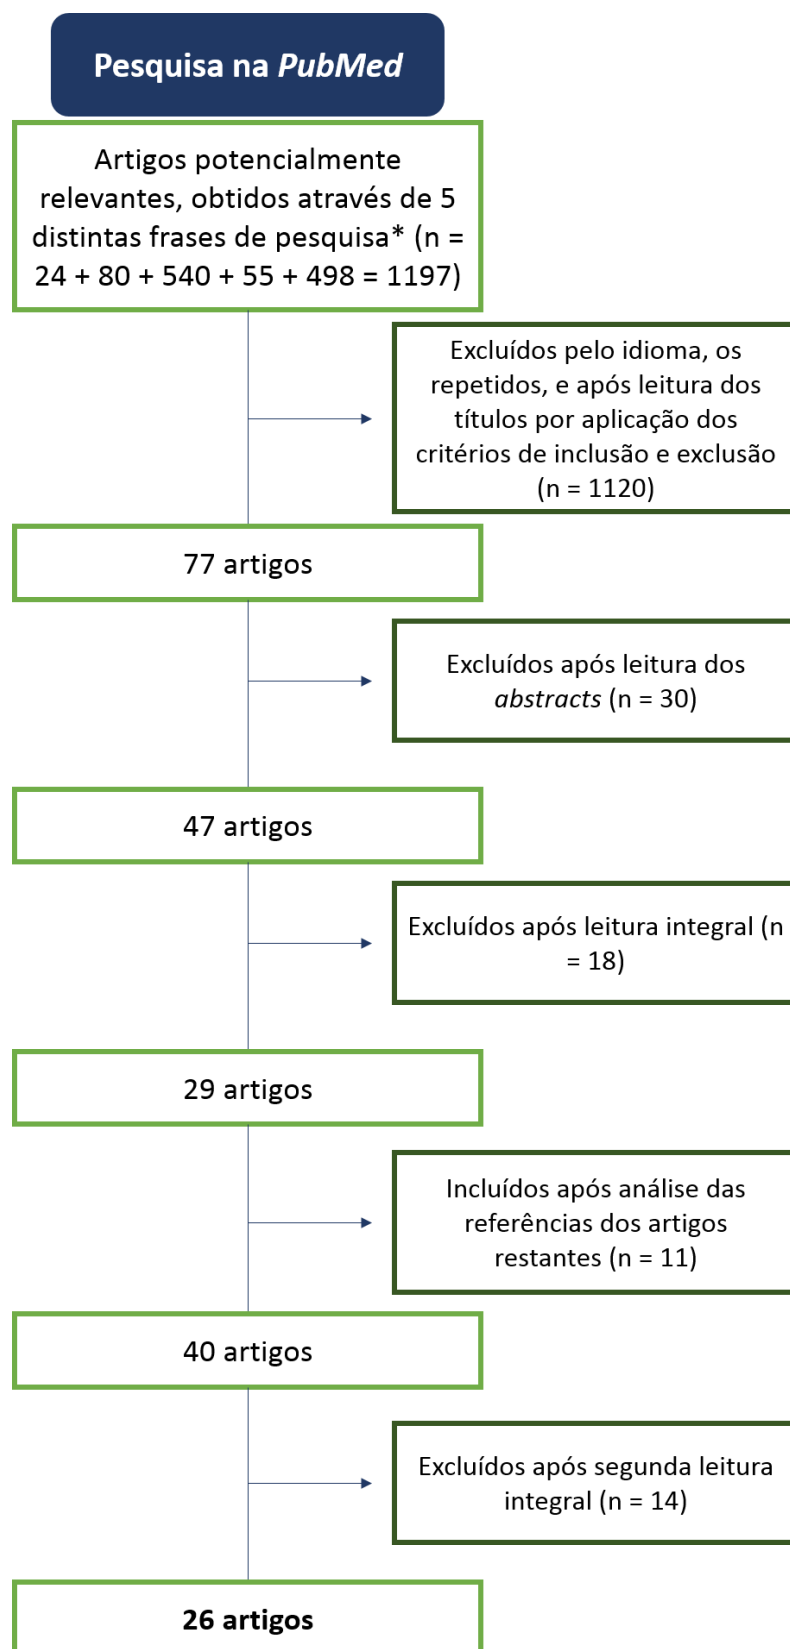 Pesquisa na PubMed
Artigos potencialmente
relevantes, obtidos através de 5
distintas frases de pesquisa* (n =
24 + 80 + 540 + 55 + 498 = 1197)
Excluídos pelo idioma, os
repetidos, e após leitura dos
títulos por aplicação dos
critérios de inclusão e exclusão
(n = 1120)
77 artigos
Excluídos após leitura dos
abstracts (n = 30)
47 artigos
Excluídos após leitura integral (n
= 18)
29 artigos
Incluídos após análise das
referências dos artigos
restantes (n = 11)
40 artigos
Excluídos após segunda leitura
integral (n = 14)
26 artigos